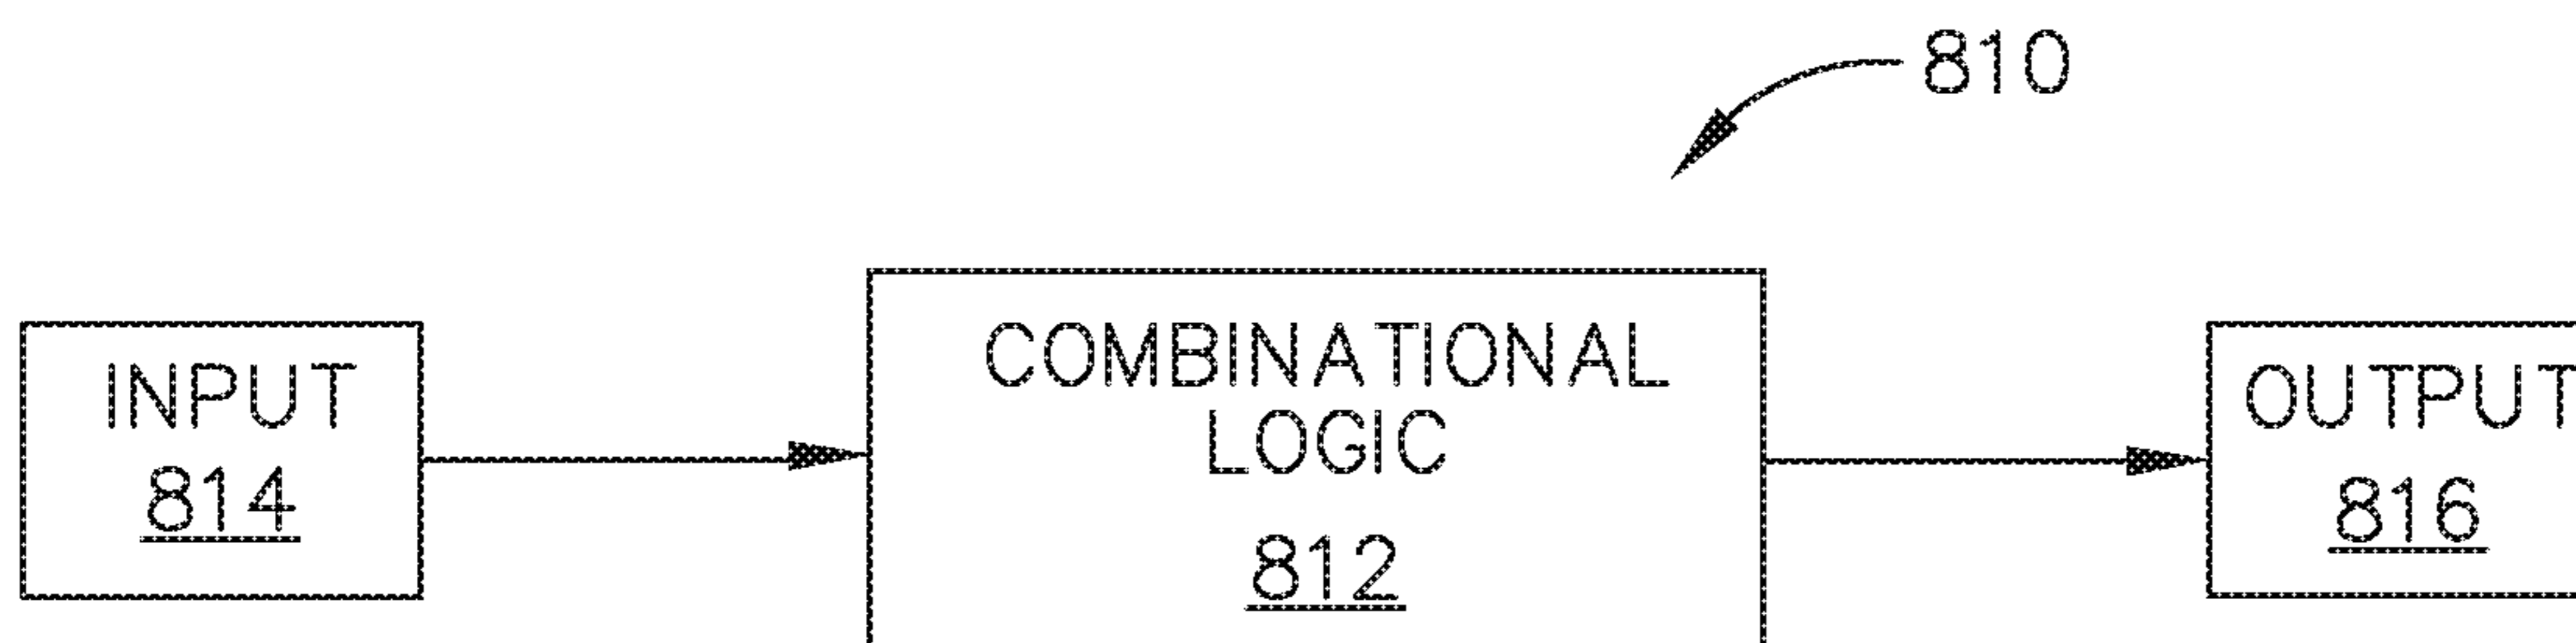 810
INPUT
814
COMBINATIONAL
LOGIC
812
OUTPUT
816